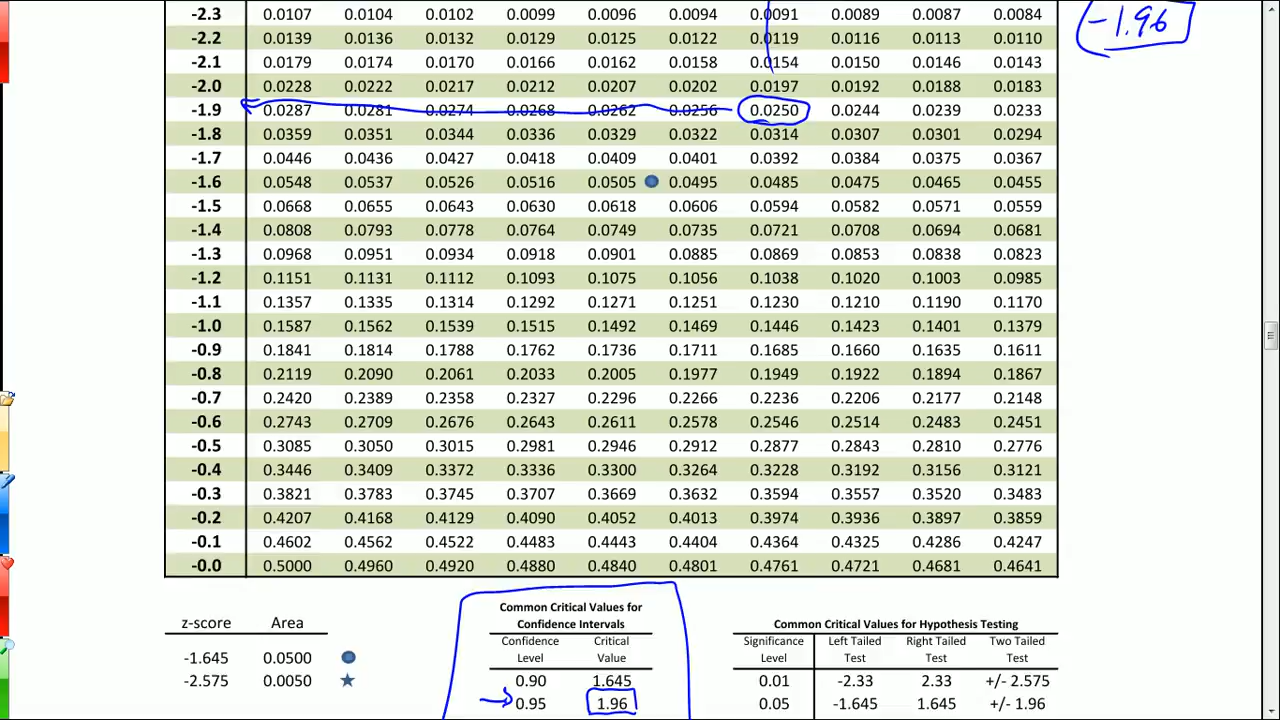 -2.3 0.0107 0.0104 0.0102 0.0099 0.0096 0.0094 0.0091 0.0089 0.0087 0.0084
-1.96
-2.2 0.0139 0.0136 0.0132 0.0129 0.0125 0.0122 0.0119 0.0116 0.0113 0.0110
-2.1 0.0179 0.0174 0.0170 0.0166 0.0162 0.0158 0.0154 0.0150 0.0146 0.0143
-2.0 0.0228 0.0222 0.0217 0.0212 0.0207 0.0202 0.0197 0.0192 0.0188 0.0183
-1.9 0.0287 0.0281 0.0274 0.0268 0.0262 0.0256 0.0250 0.0244 0.0239 0.0233
-1.8 0.0359 0.0351 0.0344 0.0336 0.0329 0.0322 0.0314 0.0307 0.0301 0.0294
-1.7 0.0446 0.0436 0.0427 0.0418 0.0409 0.0401 0.0392 0.0384 0.0375 0.0367
-1.6 0.0548 0.0537 0.0526 0.0516 0.0505 0.0495 0.0485 0.0475 0.0465 0.0455
-1.5 0.0668 0.0655 0.0643 0.0630 0.0618 0.0606 0.0594 0.0582 0.0571 0.0559
-1.4 0.0808 0.0793 0.0778 0.0764 0.0749 0.0735 0.0721 0.0708 0.0694 0.0681
-1.3 0.0968 0.0951 0.0934 0.0918 0.0901 0.0885 0.0869 0.0853 0.0838 0.0823
-1.2 0.1151 0.1131 0.1112 0.1093 0.1075 0.1056 0.1038 0.1020 0.1003 0.0985
-1.1 0.1357 0.1335 0.1314 0.1292 0.1271 0.1251 0.1230 0.1210 0.1190 0.1170
-1.0 0.1587 0.1562 0.1539 0.1515 0.1492 0.1469 0.1446 0.1423 0.1401 0.1379
-0.9 0.1841 0.1814 0.1788 0.1762 0.1736 0.1711 0.1685 0.1660 0.1635 0.1611
-0.8 0.2119 0.2090 0.2061 0.2033 0.2005 0.1977 0.1949 0.1922 0.1894 0.1867
-0.7 0.2420 0.2389 0.2358 0.2327 0.2296 0.2266 0.2236 0.2206 0.2177 0.2148
-0.6 0.2743 0.2709 0.2676 0.2643 0.2611 0.2578 0.2546 0.2514 0.2483 0.2451
-0.5 0.3085 0.3050 0.3015 0.2981 0.2946 0.2912 0.2877 0.2843 0.2810 0.2776
-0.4 0.3446 0.3409 0.3372 0.3336 0.3300 0.3264 0.3228 0.3192 0.3156 0.3121
-0.3 0.3821 0.3783 0.3745 0.3707 0.3669 0.3632 0.3594 0.3557 0.3520 0.3483
-0.2 0.4207 0.4168 0.4129 0.4090 0.4052 0.4013 0.3974 0.3936 0.3897 0.3859
-0.1 0.4602 0.4562 0.4522 0.4483 0.4443 0.4404 0.4364 0.4325 0.4286 0.4247
-0.0 0.5000 0.4960 0.4920 0.4880 0.4840 0.4801 0.4761 0.4721 0.4681 0.4641
z-score Area
-1.645 0.0500
-2.575 0.0050
Common Critical Values for
Confidence Intervals
Confidence Critical
Level Value
0.90 1.645
0.95 1.96
Common Critical Values for Hypothesis Testing
Significance Left Tailed Right Tailed Two Tailed
Level Test Test Test
0.01 -2.33 2.33 +/- 2.575
0.05 -1.645 1.645 +/- 1.96